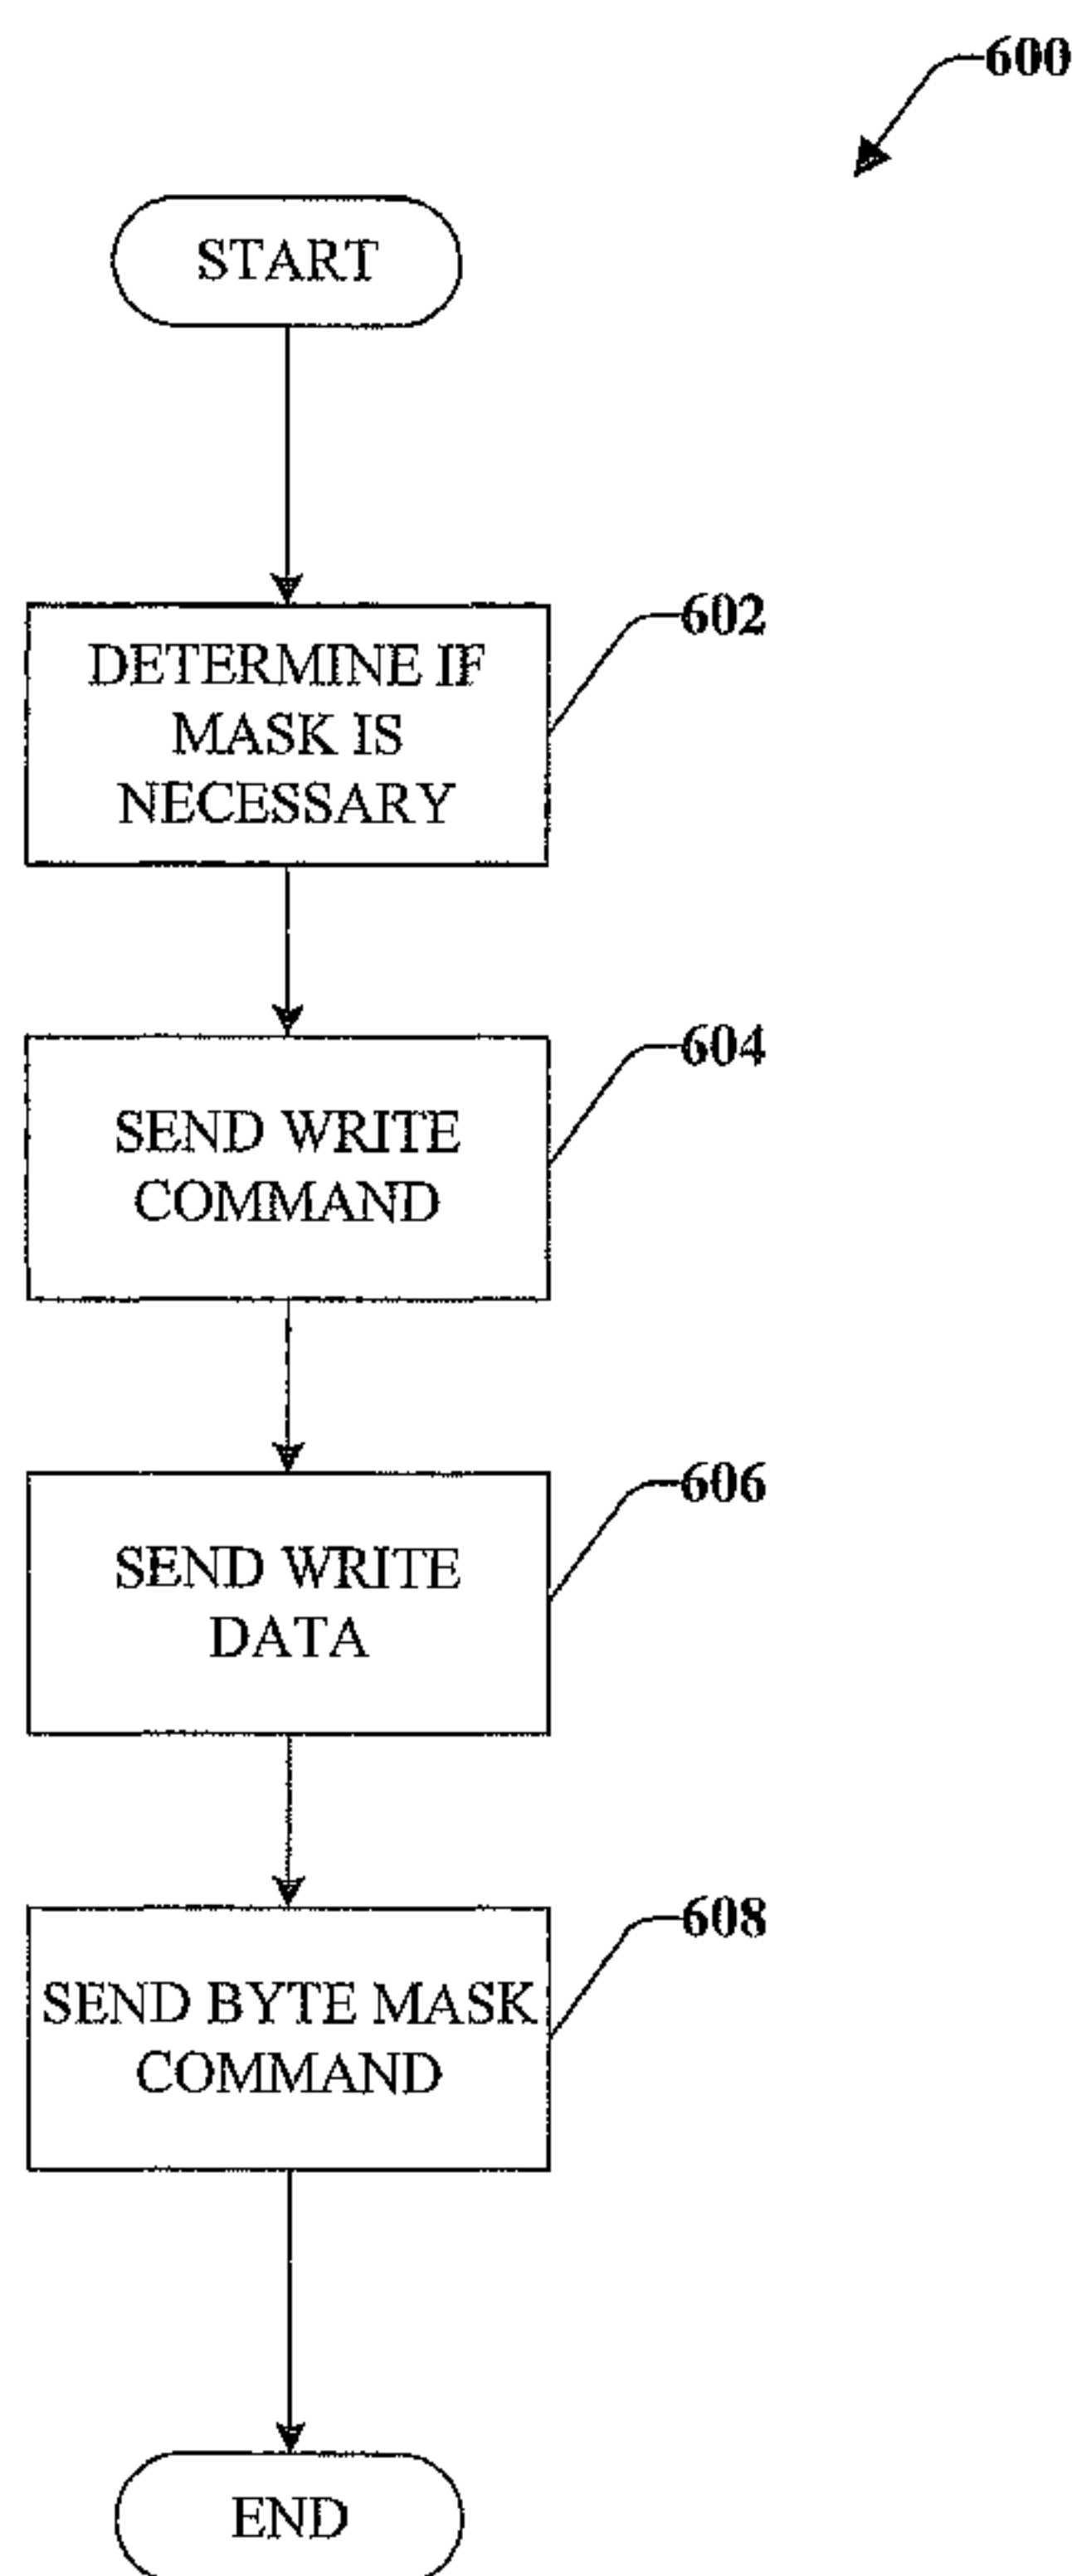 600
START
602
DETERMINE IF
MASK IS
NECESSARY
604
SEND WRITE
COMMAND
606
SEND WRITE
DATA
608
SEND BYTE MASK
COMMAND
END